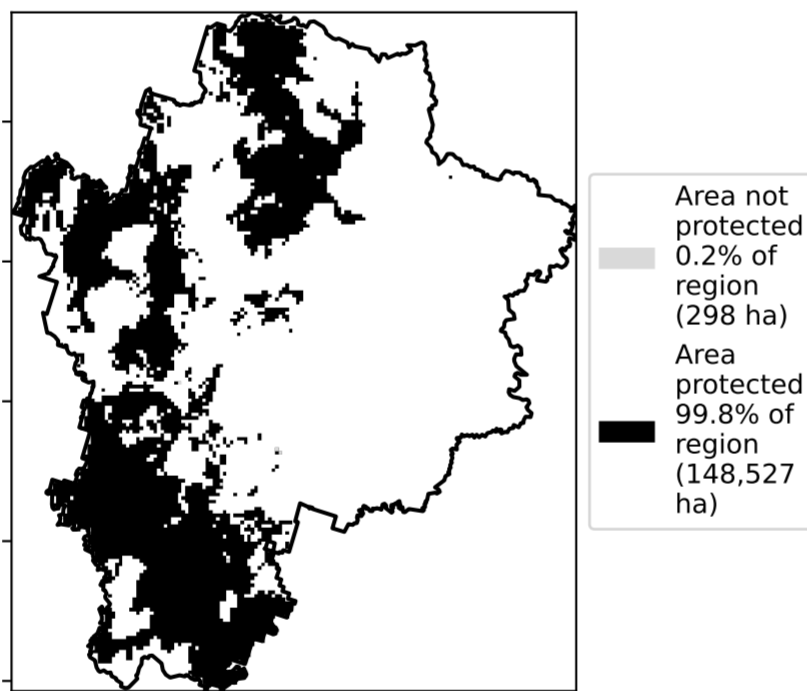 Area not
protected
0.2% of
region
(298 ha)
Area
protected
99.8% of
region
(148,527
ha)